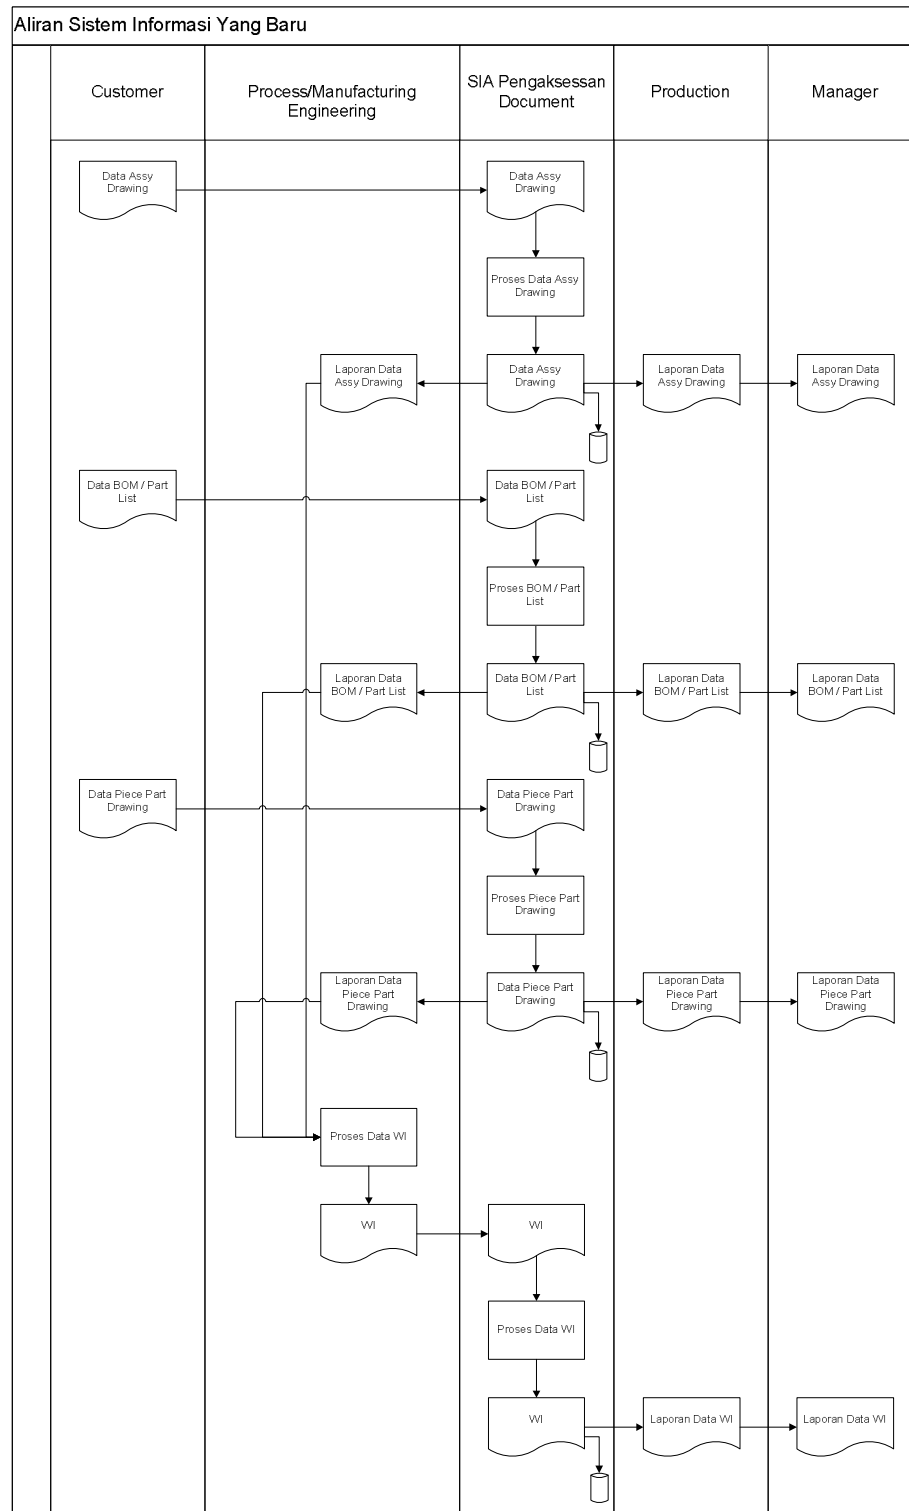 Aliran Sistem Informasi Yang Baru
Customer
Process/Manufacturing
Engineering
SIA Pengaksessan
Document
Production
Manager
Data Assy
Drawing
Data Assy
Drawing
Proses Data Assy
Drawing
Laporan Data
Assy Drawing
Data Assy
Drawing
Laporan Data
Assy Drawing
Laporan Data
Assy Drawing
Data BOM / Part
List
Data BOM / Part
List
Proses BOM / Part
List
Laporan Data
BOM / Part List
Data BOM / Part
List
Laporan Data
BOM / Part List
Laporan Data
BOM / Part List
Data Piece Part
Drawing
Data Piece Part
Drawing
Proses Piece Part
Drawing
Laporan Data
Piece Part
Drawing
Data Piece Part
Drawing
Laporan Data
Piece Part
Drawing
Laporan Data
Piece Part
Drawing
Proses Data WI
WI
WI
Proses Data WI
WI
Laporan Data WI
Laporan Data WI